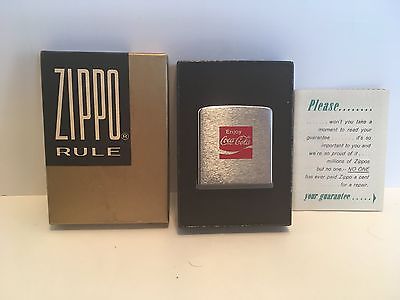 ZIPPO®
RULE
Enjoy
Coca-Cola
Please........
......... won't you take a
moment to read your
guarantee ..... it's so
important to you and
we're so proud of it ....
millions of Zippos
but no one,-- NO ONE
has ever paid Zippo a cent
for a repair.
your guarantee.....